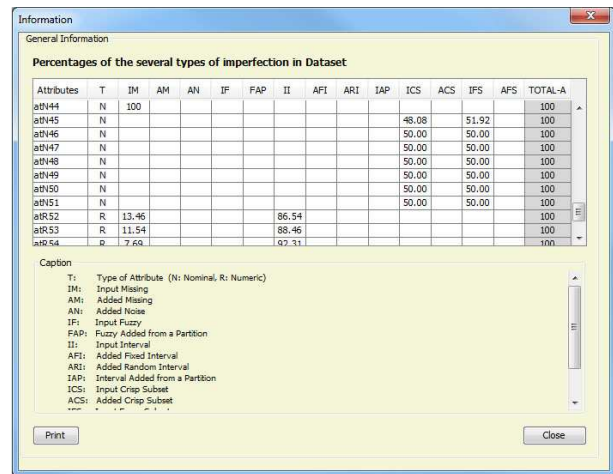 Information
General Information
Percentages of the several types of imperfection in Dataset
Attributes T IM AM AN IF FAP II AFI ARI IAP ICS ACS IFS AFS TOTAL-A
atN44 N 100 100
atN45 N 48.08 51.92 100
atN46 N 50.00 50.00 100
atN47 N 50.00 50.00 100
atN48 N 50.00 50.00 100
atN49 N 50.00 50.00 100
atN50 N 50.00 50.00 100
atN51 N 50.00 50.00 100
atR52 R 13.46 86.54 100
atR53 R 11.54 88.46 100
atR54 R 7.69 92.31 100
Caption
T: Type of Attribute (N: Nominal, R: Numeric)
IM: Input Missing
AM: Added Missing
AN: Added Noise
IF: Input Fuzzy
FAP: Fuzzy Added from a Partition
II: Input Interval
AFI: Added Fixed Interval
ARI: Added Random Interval
IAP: Interval Added from a Partition
ICS: Input Crisp Subset
ACS: Added Crisp Subset
Print Close